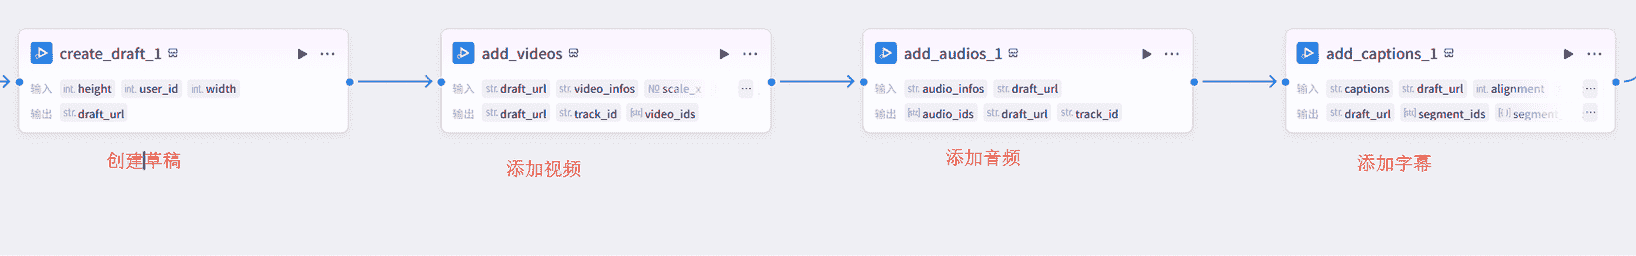 create_draft_1
输入 int. height int. user_id int. width
输出 str. draft_url
创建草稿
add_videos
输入 str. draft_url str. video_infos № scale_x ...
输出 str. draft_url str. track_id [str] video_ids
添加视频
add_audios_1
输入 str. audio_infos str. draft_url
输出 [str] audio_ids str. draft_url str. track_id
添加音频
add_captions_1
输入 str. captions str. draft_url int. alignment ...
输出 str. draft_url [str] segment_ids segment_ ...
添加字幕